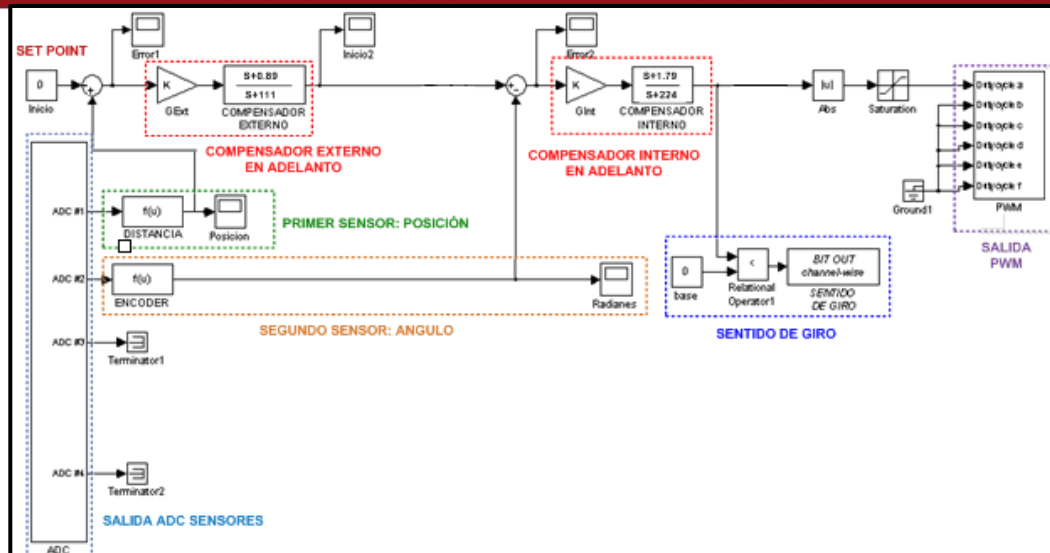 SET POINT
0
Inicio
Error1
K
GExt
S+0.89
S+111
COMPENSADOR
EXTERNO
Inicio2
COMPENSADOR EXTERNO
EN ADELANTO
Error2
K
GInt
S+1.79
S+224
COMPENSADOR
INTERNO
COMPENSADOR INTERNO
EN ADELANTO
|u|
Abs
Saturation
Dutycycle a
Dutycycle b
Dutycycle c
Dutycycle d
Dutycycle e
Dutycycle f
PWM
Ground1
SALIDA
PWM
ADC #1
f(u)
DISTANCIA
Posicion
PRIMER SENSOR: POSICIÓN
ADC #2
f(u)
ENCODER
Radianes
SEGUNDO SENSOR: ANGULO
0
base
<
Relational
Operator1
BIT OUT
channel-wise
SENTIDO
DE GIRO
SENTIDO DE GIRO
ADC #3
Terminator1
ADC #4
Terminator2
SALIDA ADC SENSORES
ADC